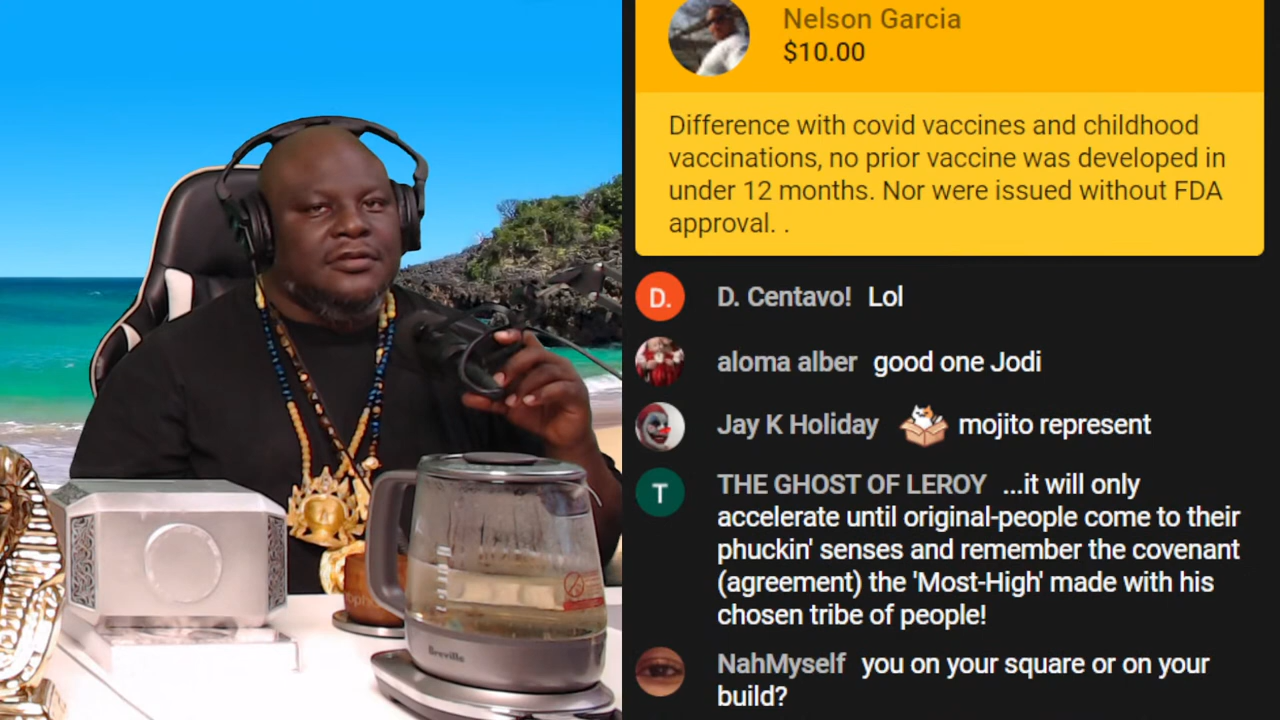 Nelson Garcia
$10.00
Difference with covid vaccines and childhood
vaccinations, no prior vaccine was developed in
under 12 months. Nor were issued without FDA
approval. .
D.
D. Centavo! Lol
aloma alber good one Jodi
Jay K Holiday mojito represent
T
THE GHOST OF LEROY ...it will only
accelerate until original-people come to their
phuckin' senses and remember the covenant
(agreement) the 'Most-High' made with his
chosen tribe of people!
NahMyself you on your square or on your
build?
Breville